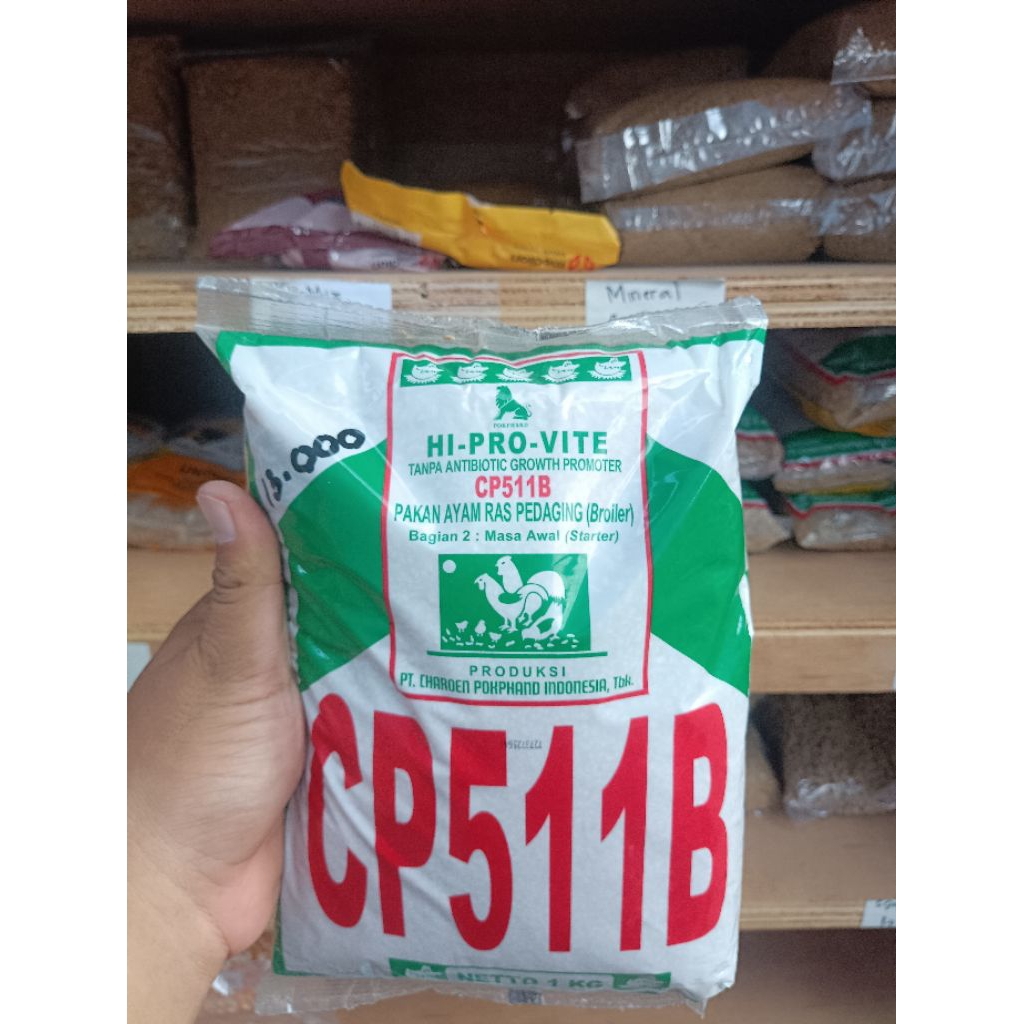 Mineral
13.000
HI-PRO-VITE
TANPA ANTIBIOTIC GROWTH PROMOTER
CP511B
PAKAN AYAM RAS PEDAGING (Broiler)
Bagian 2 : Masa Awal (Starter)
PRODUKSI
PT. CHAROEN POKPHAND INDONESIA, Tbk.
CP511B
NETTO 1 KG